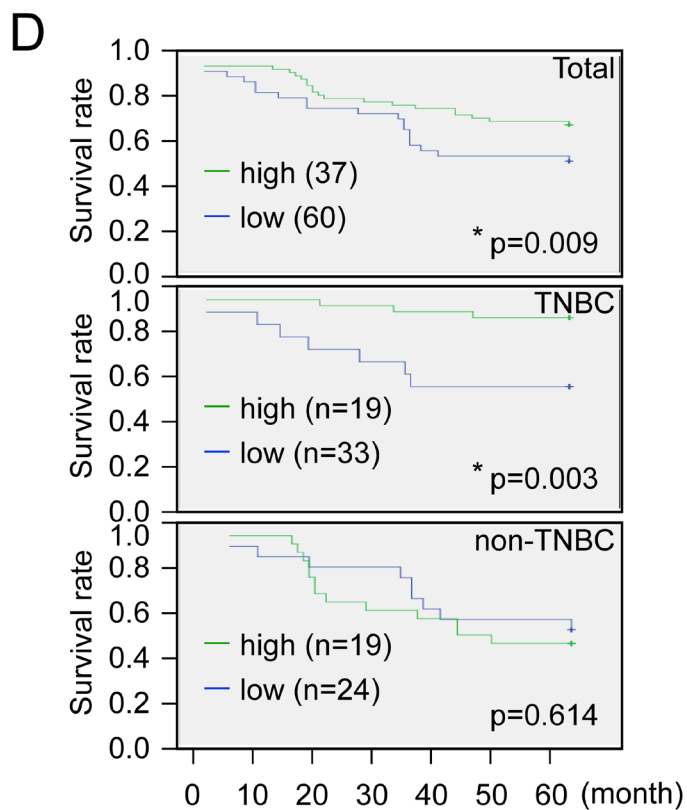 D
Survival rate
1.0
0.8
0.6
0.4
0.2
0.0
Total
high (37)
low (60)
* p=0.009
Survival rate
1.0
0.8
0.6
0.4
0.2
0.0
TNBC
high (n=19)
low (n=33)
* p=0.003
Survival rate
1.0
0.8
0.6
0.4
0.2
0.0
non-TNBC
high (n=19)
low (n=24)
p=0.614
0 10 20 30 40 50 60 (month)